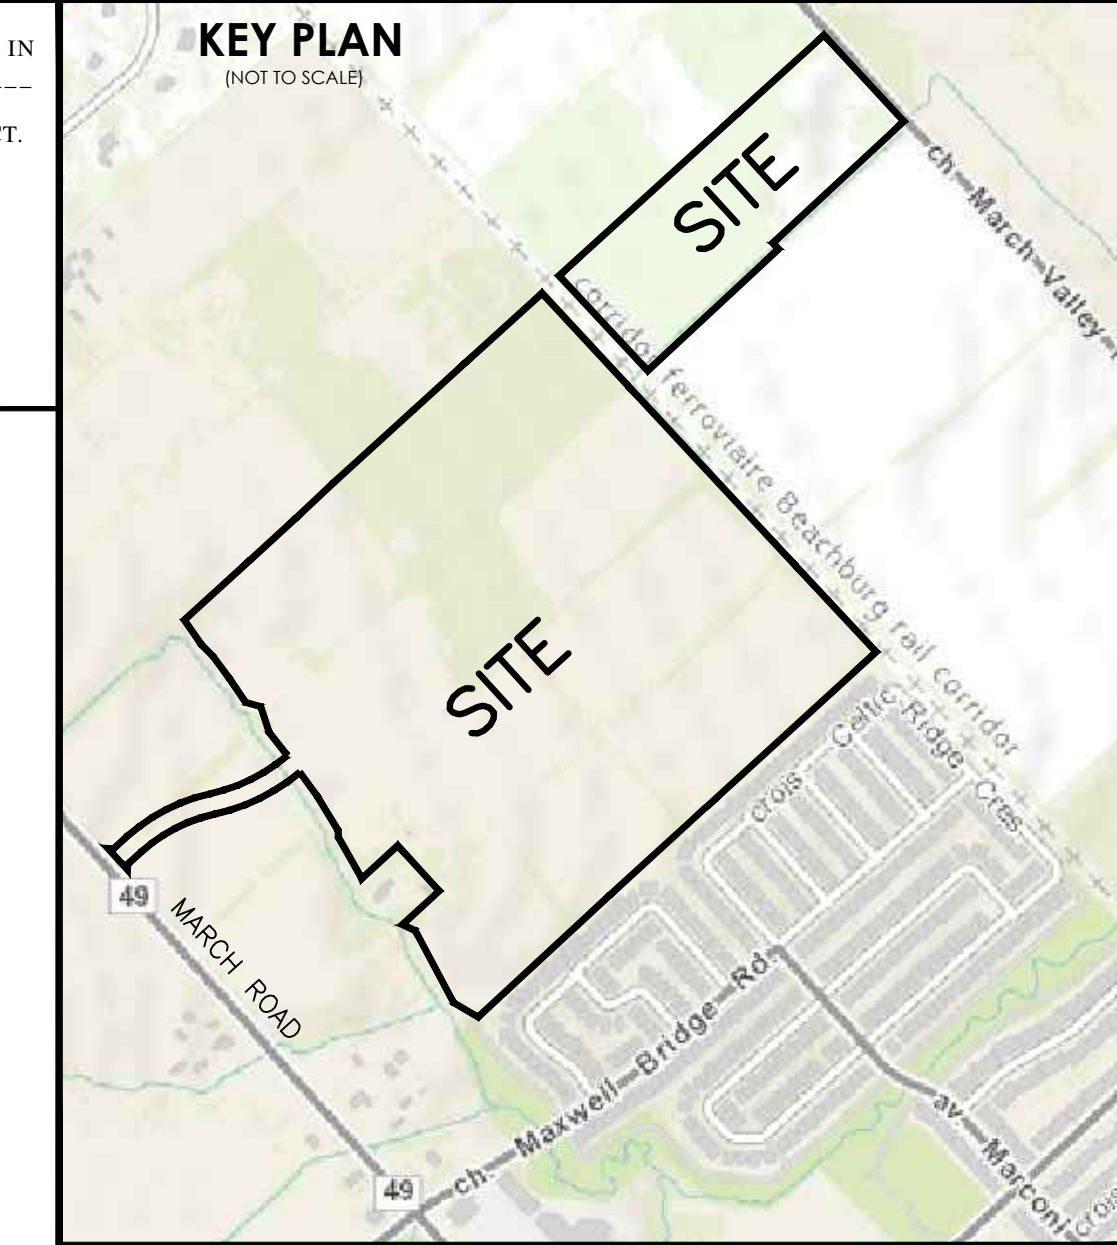 IN
---
CT.
KEY PLAN
(NOT TO SCALE)
SITE
ch March Valley
corridor ferroviaire Beachburg rail corridor
SITE
crois Celtic Ridge Cres
49
MARCH ROAD
ch. Maxwell Bridge Rd
av. Marconi
crois
49